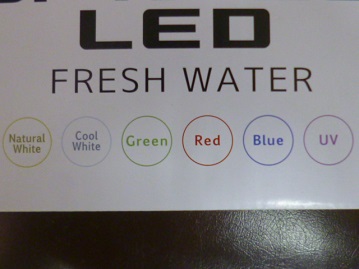 LED
FRESH WATER
Natural White
Cool White
Green
Red
Blue
UV